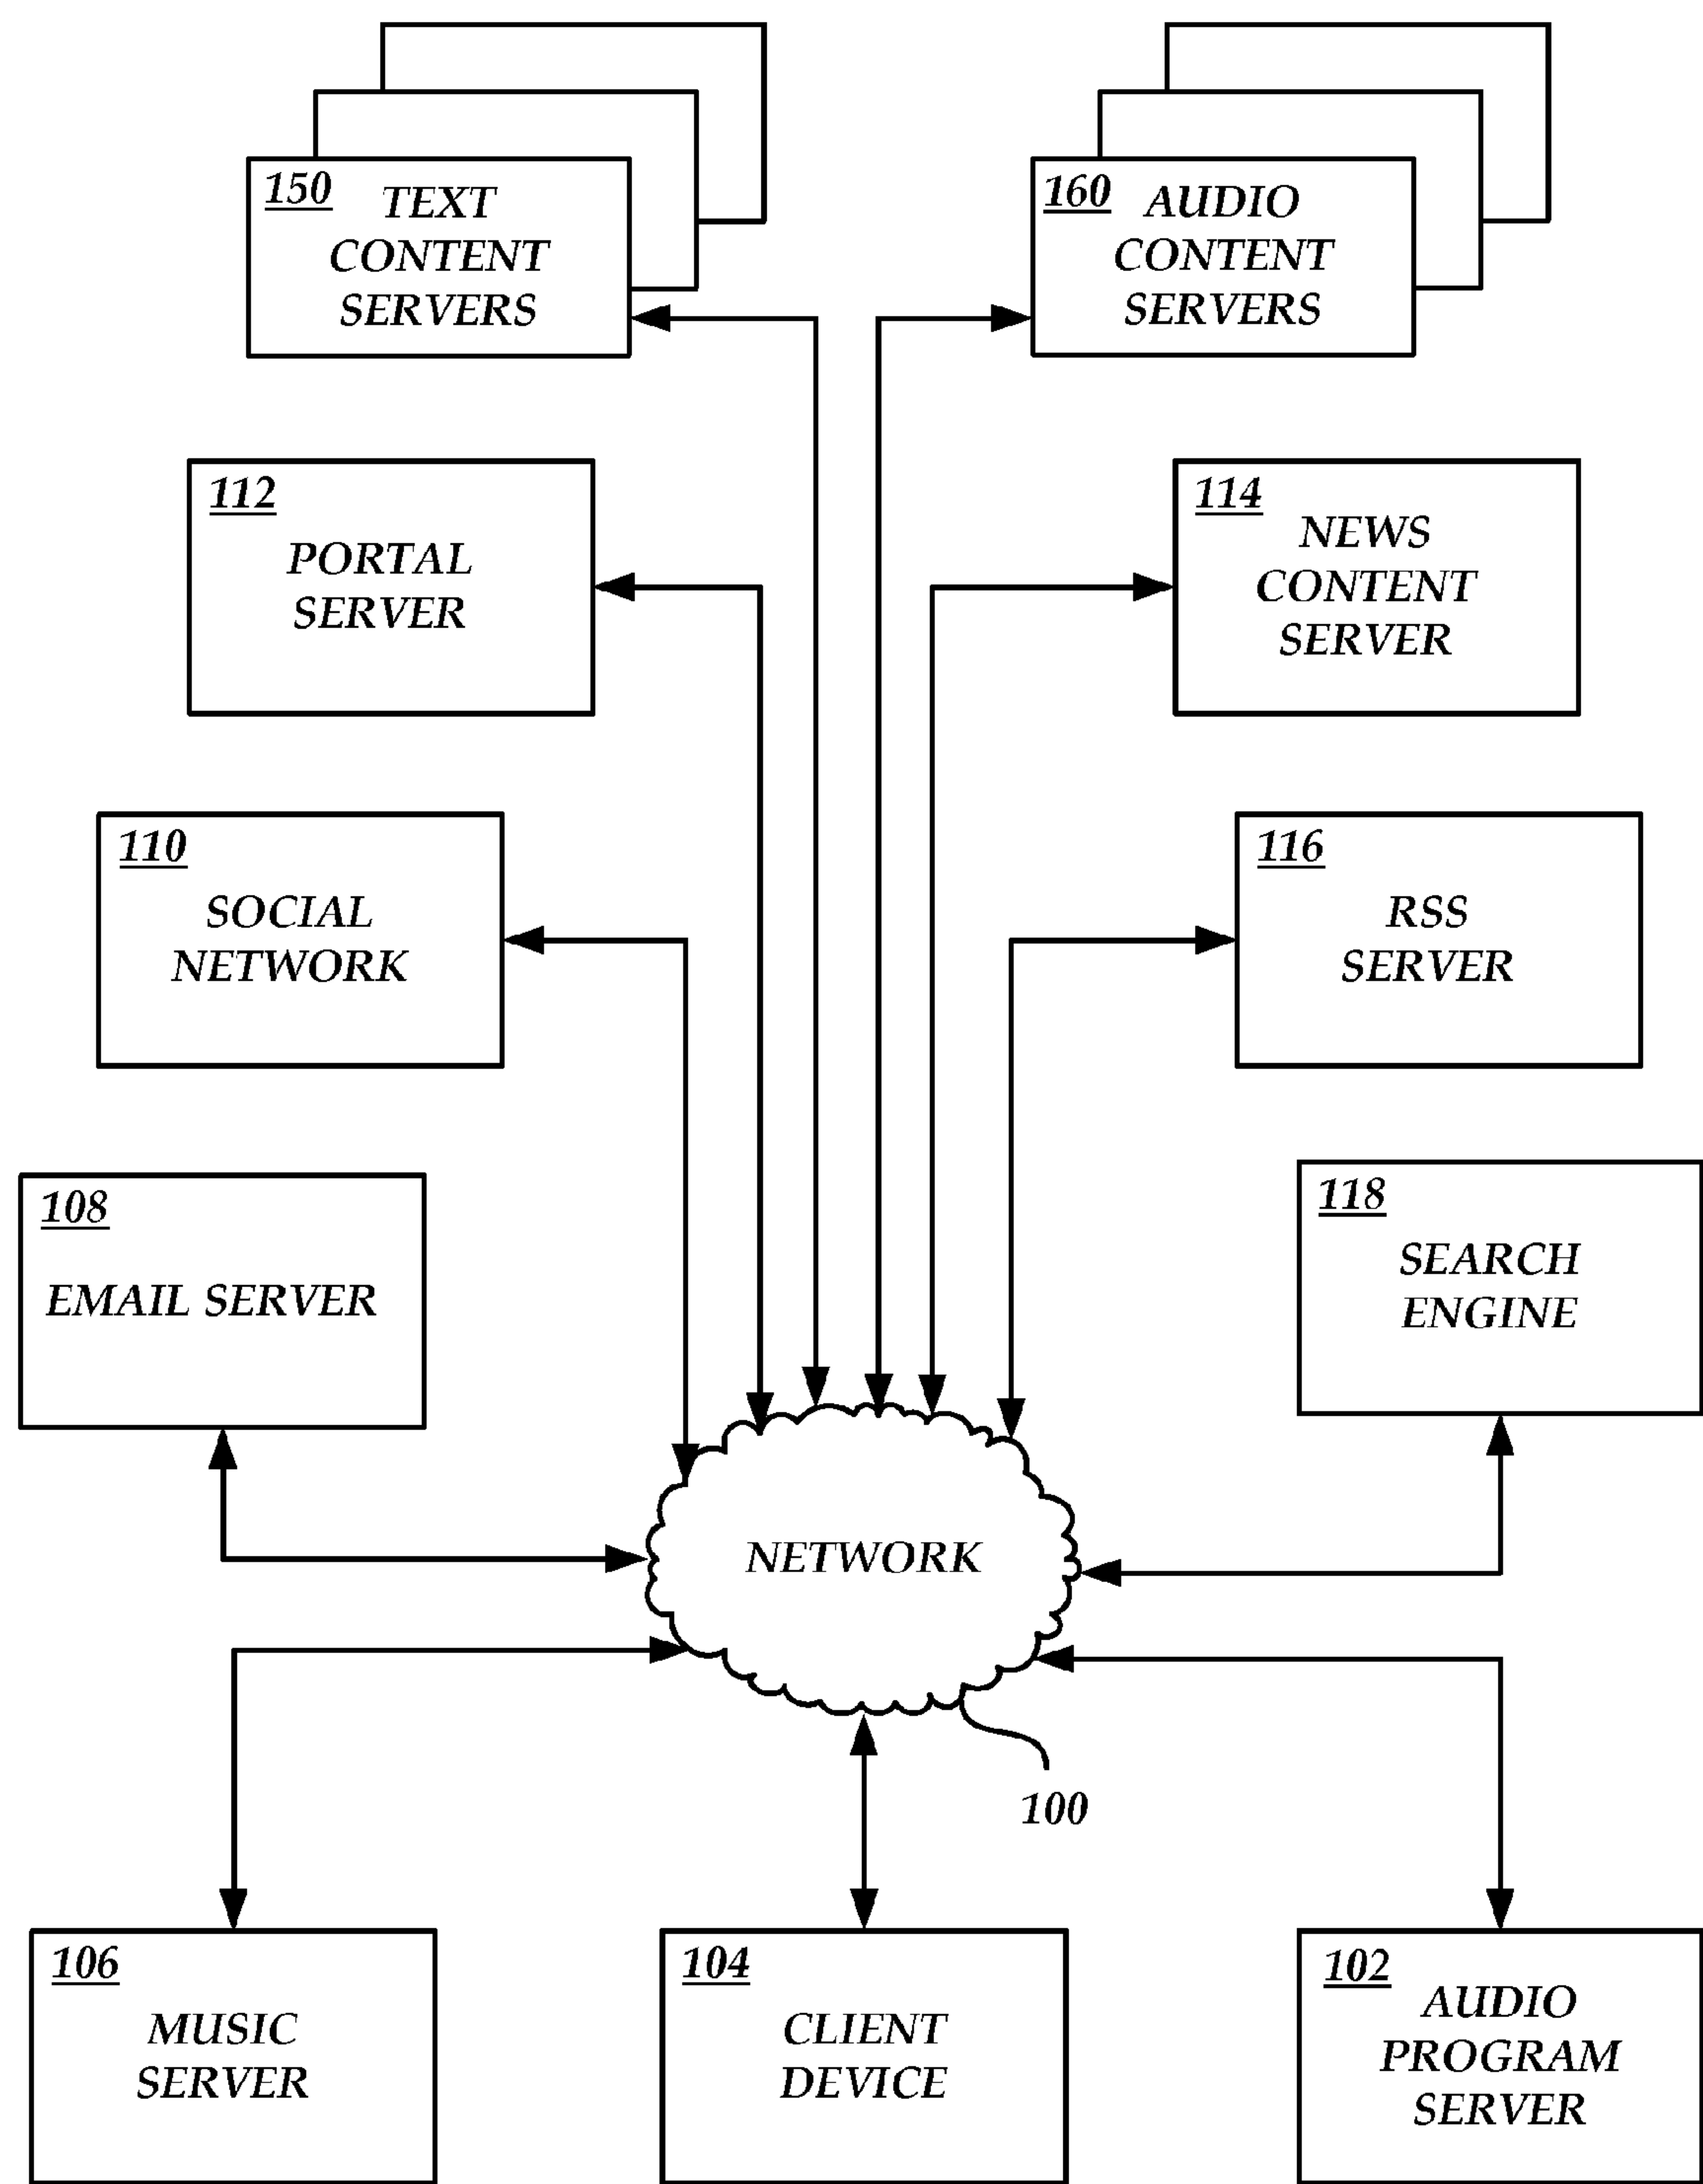 150 TEXT
CONTENT
SERVERS
160 AUDIO
CONTENT
SERVERS
112
PORTAL
SERVER
114
NEWS
CONTENT
SERVER
110
SOCIAL
NETWORK
116
RSS
SERVER
108
EMAIL SERVER
118
SEARCH
ENGINE
NETWORK
100
106
MUSIC
SERVER
104
CLIENT
DEVICE
102
AUDIO
PROGRAM
SERVER